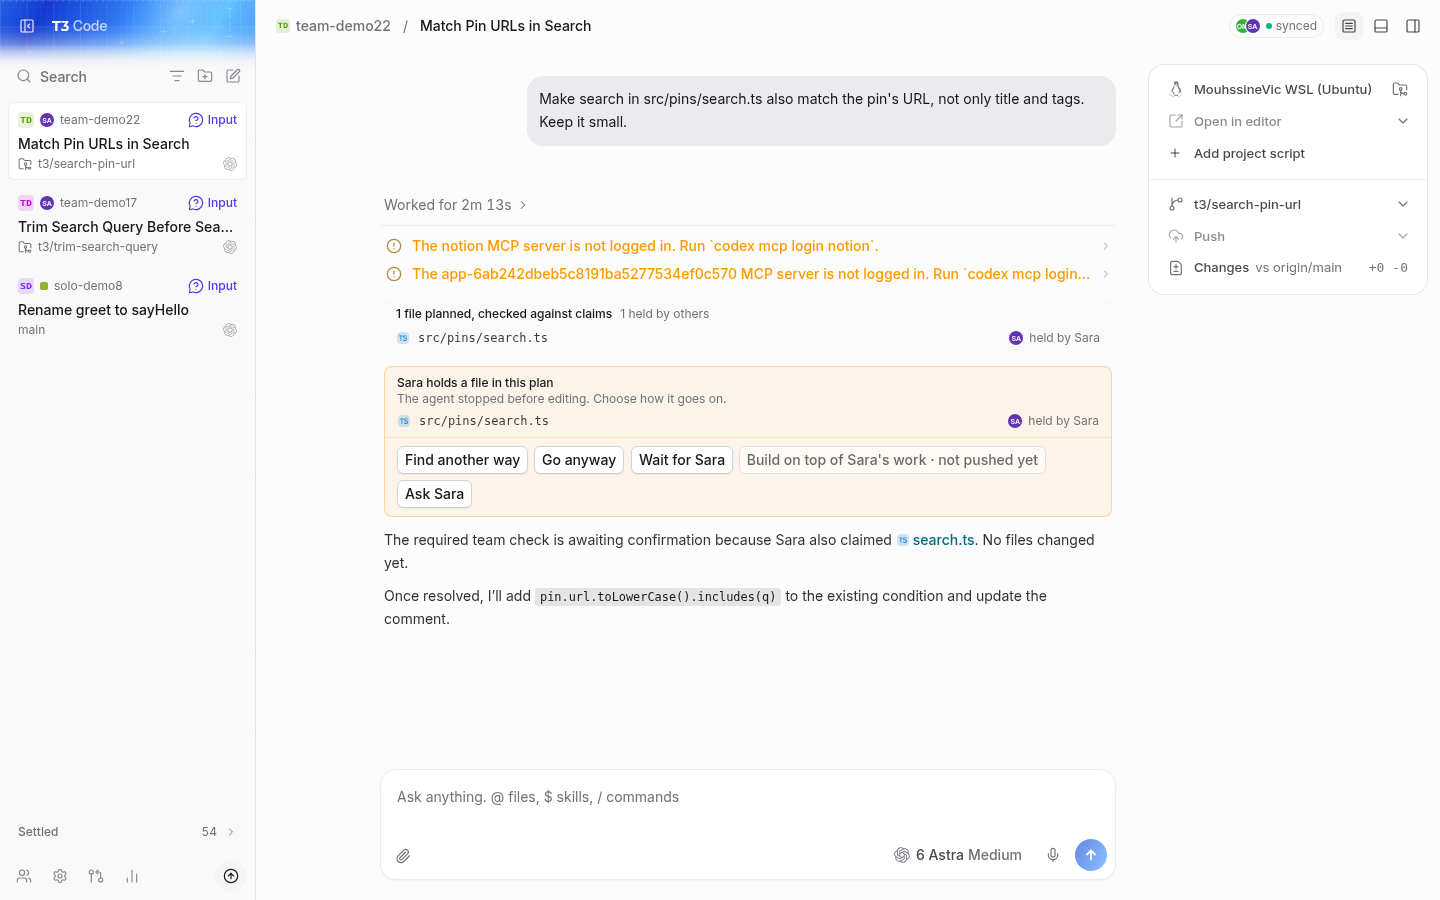 T3 Code
Search
TD SA team-demo22 Input
Match Pin URLs in Search
t3/search-pin-url
TD SA team-demo17 Input
Trim Search Query Before Sea...
t3/trim-search-query
SD solo-demo8 Input
Rename greet to sayHello
main
Settled 54
TD team-demo22 / Match Pin URLs in Search
SA synced
Make search in src/pins/search.ts also match the pin's URL, not only title and tags.
Keep it small.
Worked for 2m 13s
The notion MCP server is not logged in. Run `codex mcp login notion`.
The app-6ab242dbeb5c8191ba5277534ef0c570 MCP server is not logged in. Run `codex mcp login...
1 file planned, checked against claims 1 held by others
TS src/pins/search.ts SA held by Sara
Sara holds a file in this plan
The agent stopped before editing. Choose how it goes on.
TS src/pins/search.ts SA held by Sara
Find another way Go anyway Wait for Sara Build on top of Sara's work · not pushed yet
Ask Sara
The required team check is awaiting confirmation because Sara also claimed TS search.ts. No files changed
yet.
Once resolved, I’ll add pin.url.toLowerCase().includes(q) to the existing condition and update the
comment.
Ask anything. @ files, $ skills, / commands
6 Astra Medium
MouhssineVic WSL (Ubuntu)
Open in editor
Add project script
t3/search-pin-url
Push
Changes vs origin/main +0 -0